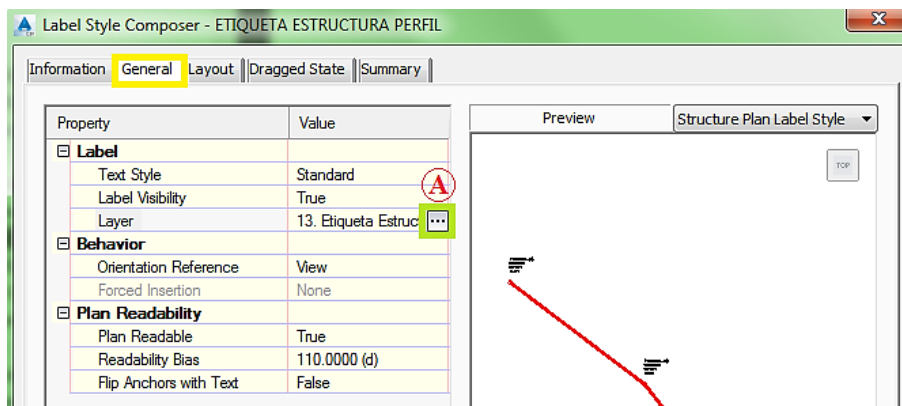 Label Style Composer - ETIQUETA ESTRUCTURA PERFIL
Information General Layout Dragged State Summary
Property Value
Label
Text Style Standard
Label Visibility True
Layer 13. Etiqueta Estruc ...
Behavior
Orientation Reference View
Forced Insertion None
Plan Readability
Plan Readable True
Readability Bias 110.0000 (d)
Flip Anchors with Text False
A
Preview Structure Plan Label Style
TOP